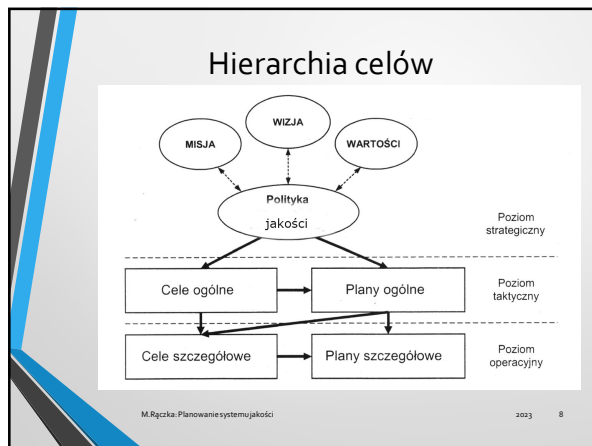 Hierarchia celów
WIZJA
MISJA
WARTOŚCI
Polityka
jakości
Poziom
strategiczny
Cele ogólne
Plany ogólne
Poziom
taktyczny
Cele szczegółowe
Plany szczegółowe
Poziom
operacyjny
M.Rączka: Planowanie systemu jakości
2023
8